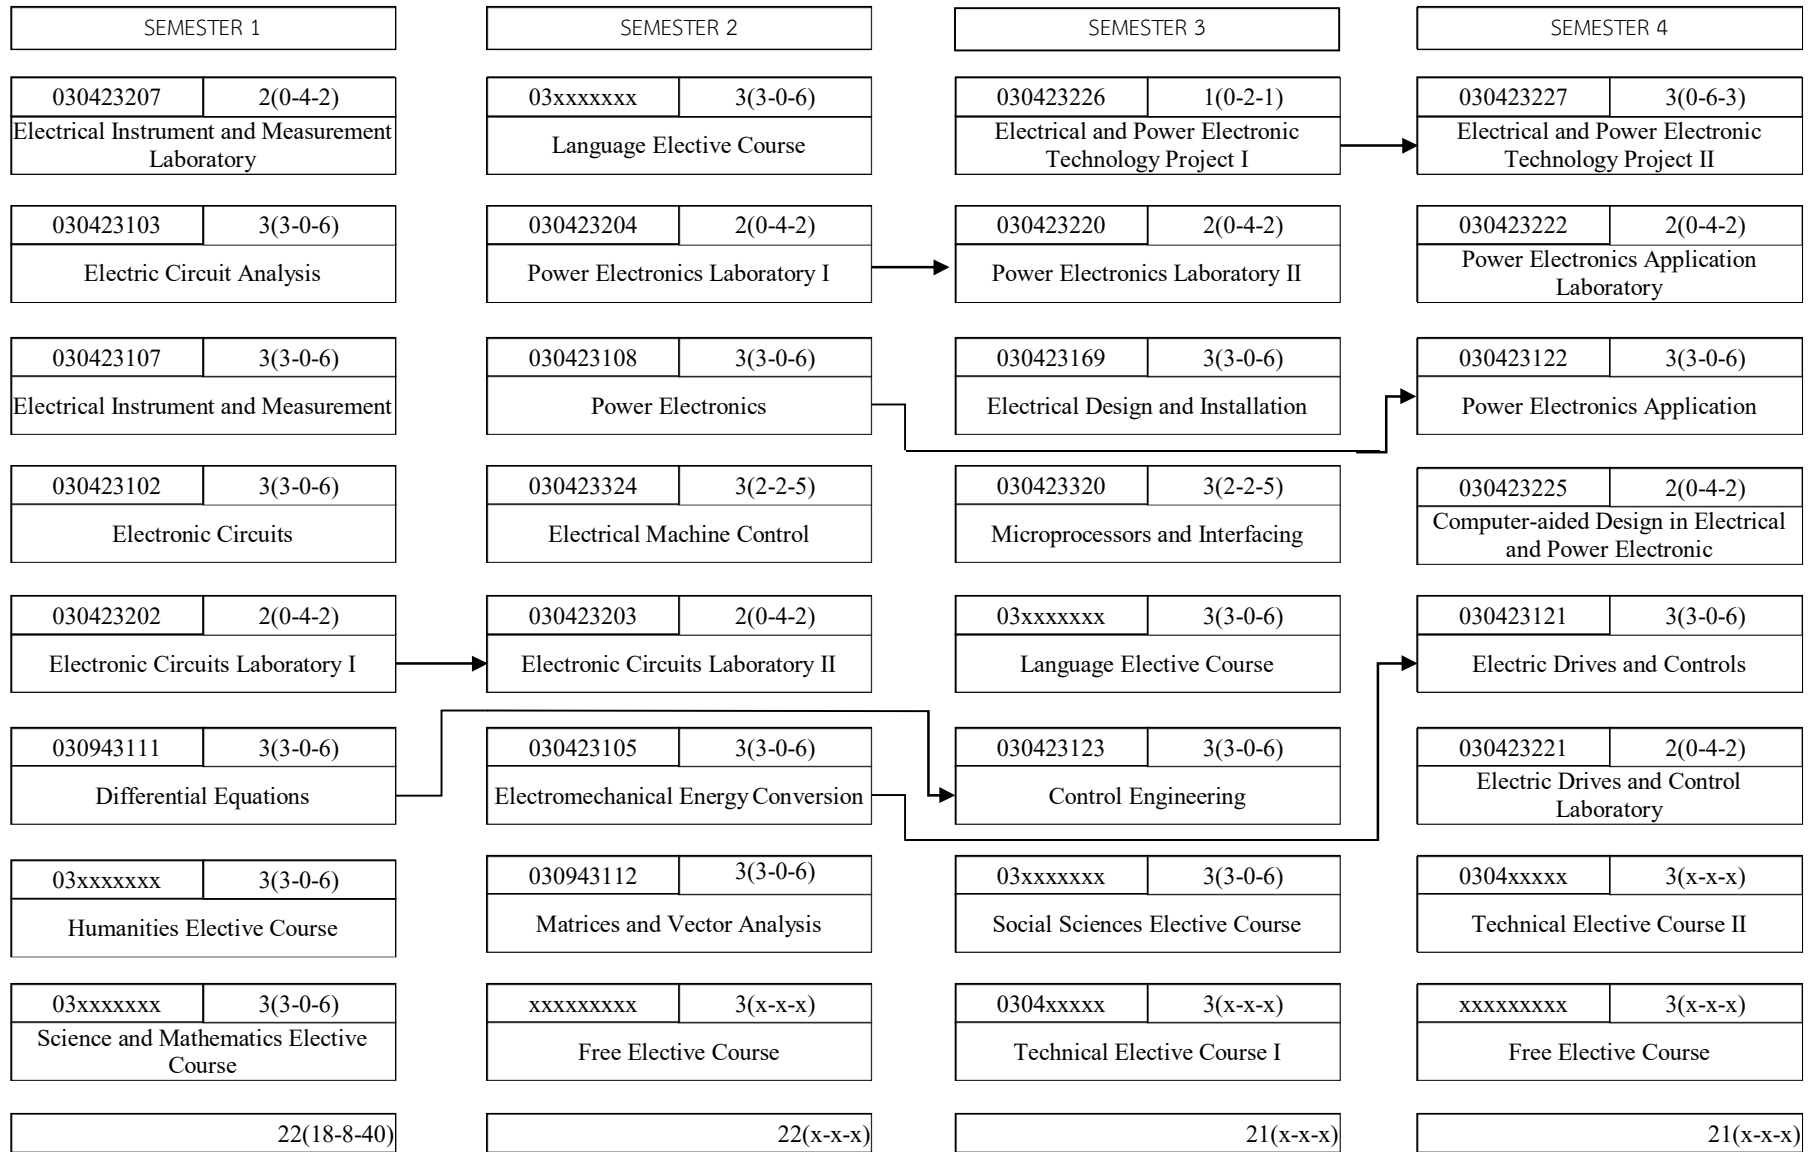 SEMESTER 1
030423207 2(0-4-2)
Electrical Instrument and Measurement
Laboratory
030423103 3(3-0-6)
Electric Circuit Analysis
030423107 3(3-0-6)
Electrical Instrument and Measurement
030423102 3(3-0-6)
Electronic Circuits
030423202 2(0-4-2)
Electronic Circuits Laboratory I
030943111 3(3-0-6)
Differential Equations
03xxxxxxx 3(3-0-6)
Humanities Elective Course
03xxxxxxx 3(3-0-6)
Science and Mathematics Elective
Course
22(18-8-40)
SEMESTER 2
03xxxxxxx 3(3-0-6)
Language Elective Course
030423204 2(0-4-2)
Power Electronics Laboratory I
030423108 3(3-0-6)
Power Electronics
030423324 3(2-2-5)
Electrical Machine Control
030423203 2(0-4-2)
Electronic Circuits Laboratory II
030423105 3(3-0-6)
Electromechanical Energy Conversion
030943112 3(3-0-6)
Matrices and Vector Analysis
xxxxxxxxx 3(x-x-x)
Free Elective Course
22(x-x-x)
SEMESTER 3
030423226 1(0-2-1)
Electrical and Power Electronic
Technology Project I
030423220 2(0-4-2)
Power Electronics Laboratory II
030423169 3(3-0-6)
Electrical Design and Installation
030423320 3(2-2-5)
Microprocessors and Interfacing
03xxxxxxx 3(3-0-6)
Language Elective Course
030423123 3(3-0-6)
Control Engineering
03xxxxxxx 3(3-0-6)
Social Sciences Elective Course
0304xxxxx 3(x-x-x)
Technical Elective Course I
21(x-x-x)
SEMESTER 4
030423227 3(0-6-3)
Electrical and Power Electronic
Technology Project II
030423222 2(0-4-2)
Power Electronics Application
Laboratory
030423122 3(3-0-6)
Power Electronics Application
030423225 2(0-4-2)
Computer-aided Design in Electrical
and Power Electronic
030423121 3(3-0-6)
Electric Drives and Controls
030423221 2(0-4-2)
Electric Drives and Control
Laboratory
0304xxxxx 3(x-x-x)
Technical Elective Course II
xxxxxxxxx 3(x-x-x)
Free Elective Course
21(x-x-x)